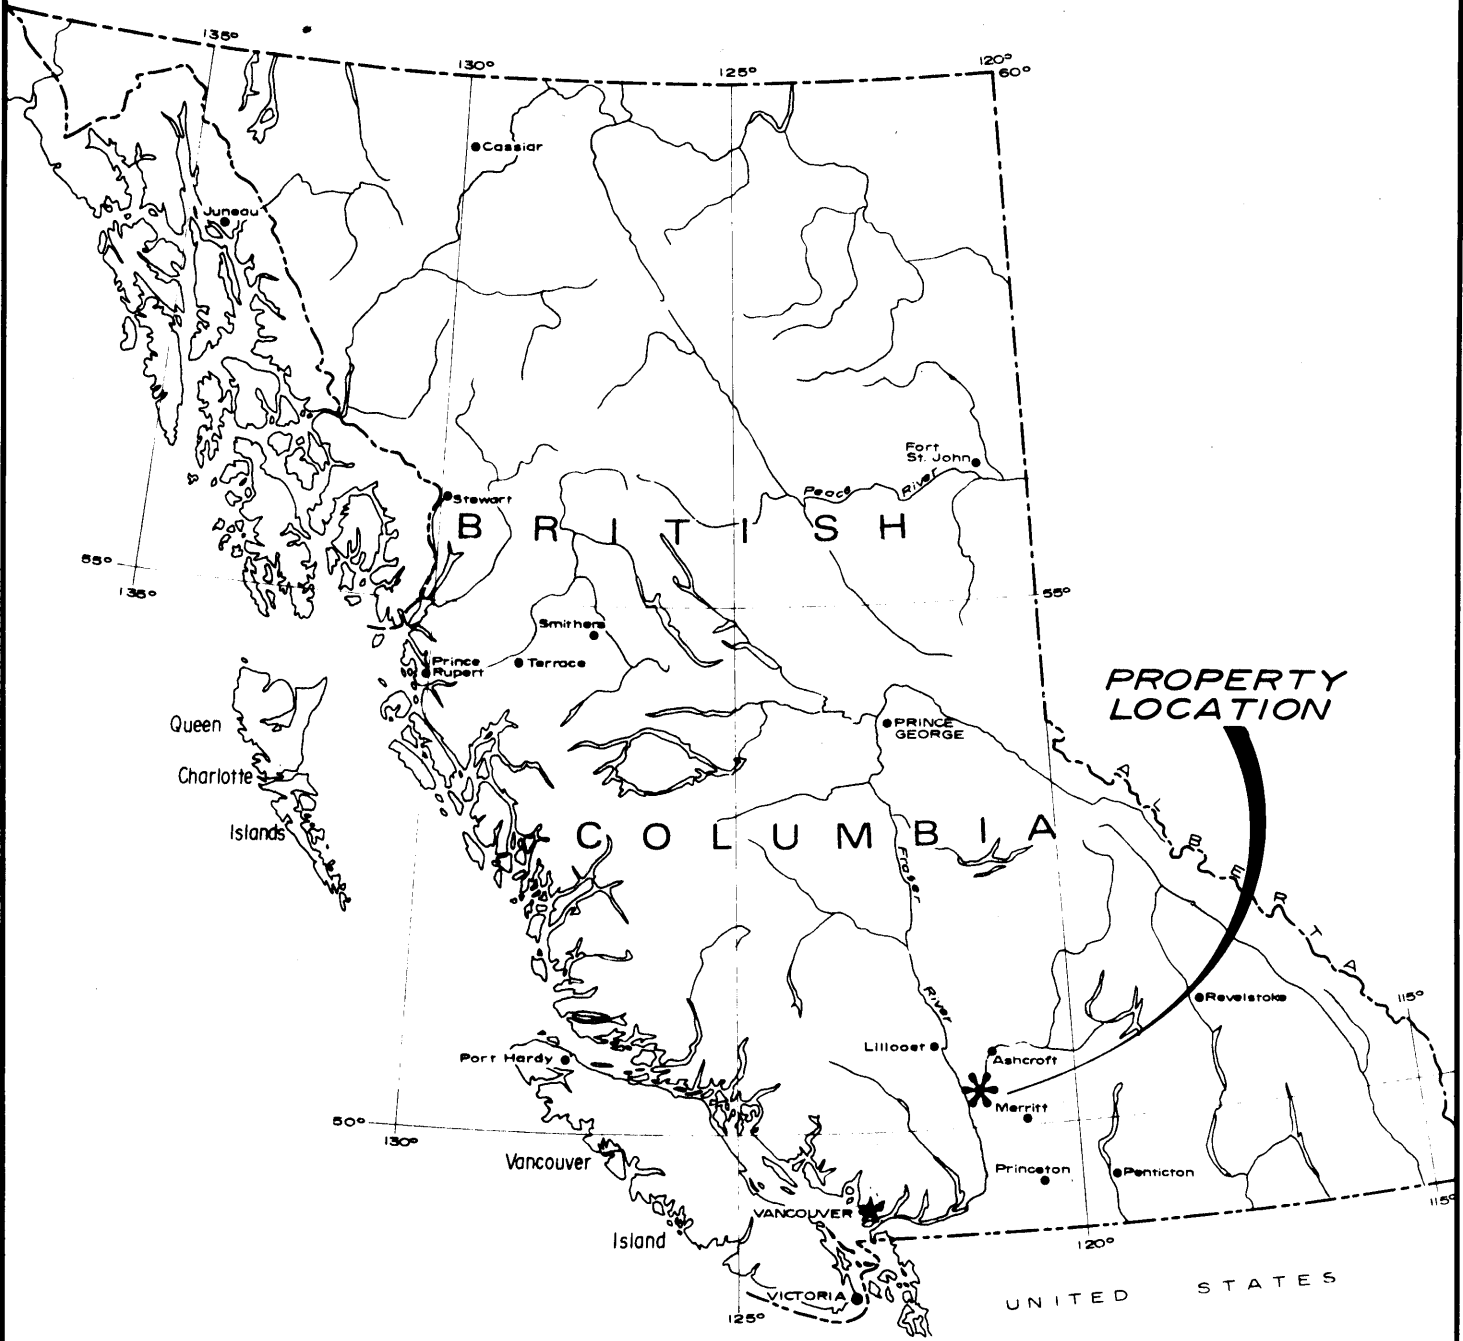 135°
130°
125°
120°
60°
Cassiar
Juneau
Fort
St. John
Peace
River
Stewart
BRITISH
55°
135°
55°
Smithers
Prince
Rupert
Terrace
PROPERTY
LOCATION
Queen
Charlotte
Islands
PRINCE
GEORGE
ALBERTA
COLUMBIA
Fraser
River
Revelstoke
115°
Lillooet
Ashcroft
Port Hardy
Merritt
50°
130°
Vancouver
Island
Princeton
Penticton
115°
VANCOUVER
120°
VICTORIA
125°
UNITED STATES